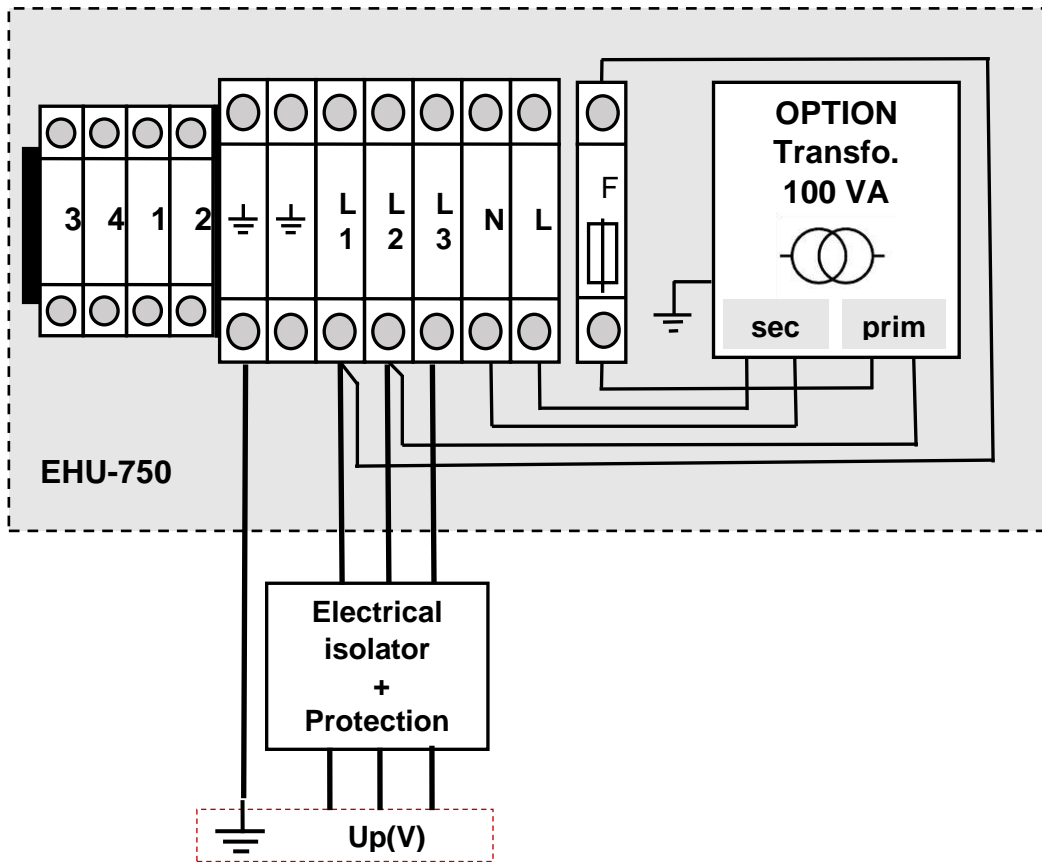 OPTION
Transfo.
100 VA
3 4 1 2
L
1
L
2
L
3
N L
F
sec prim
EHU-750
Electrical
isolator
+
Protection
Up(V)